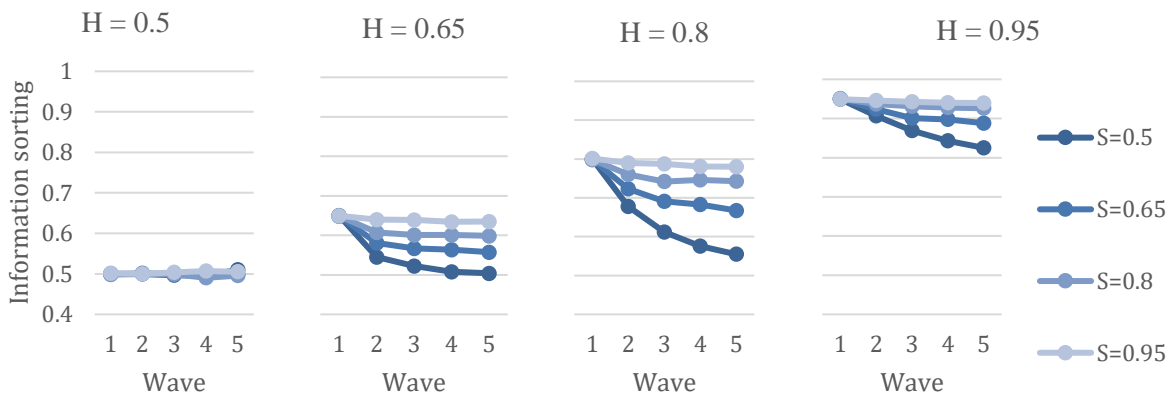 H = 0.5
H = 0.65
H = 0.8
H = 0.95
Information sorting
1
0.9
0.8
0.7
0.6
0.5
0.4
1 2 3 4 5
Wave
1 2 3 4 5
Wave
1 2 3 4 5
Wave
1 2 3 4 5
Wave
S=0.5
S=0.65
S=0.8
S=0.95